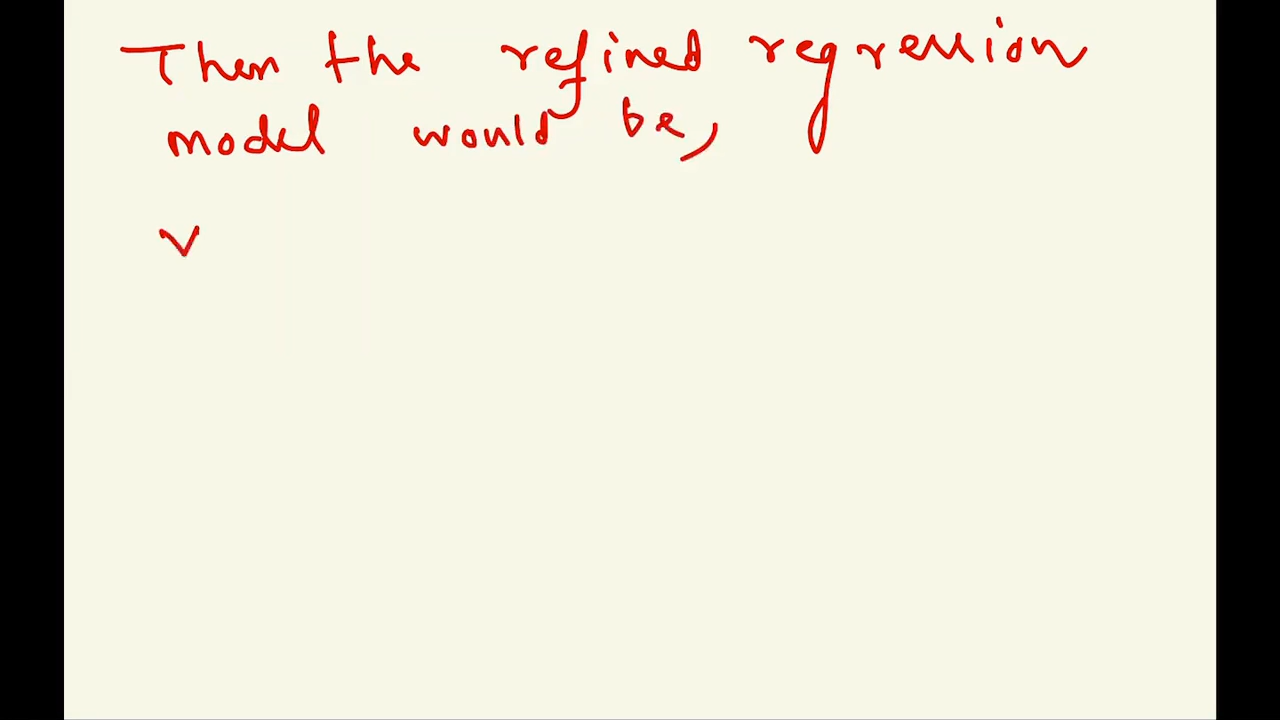 Then the refined regression
model would be,
Y